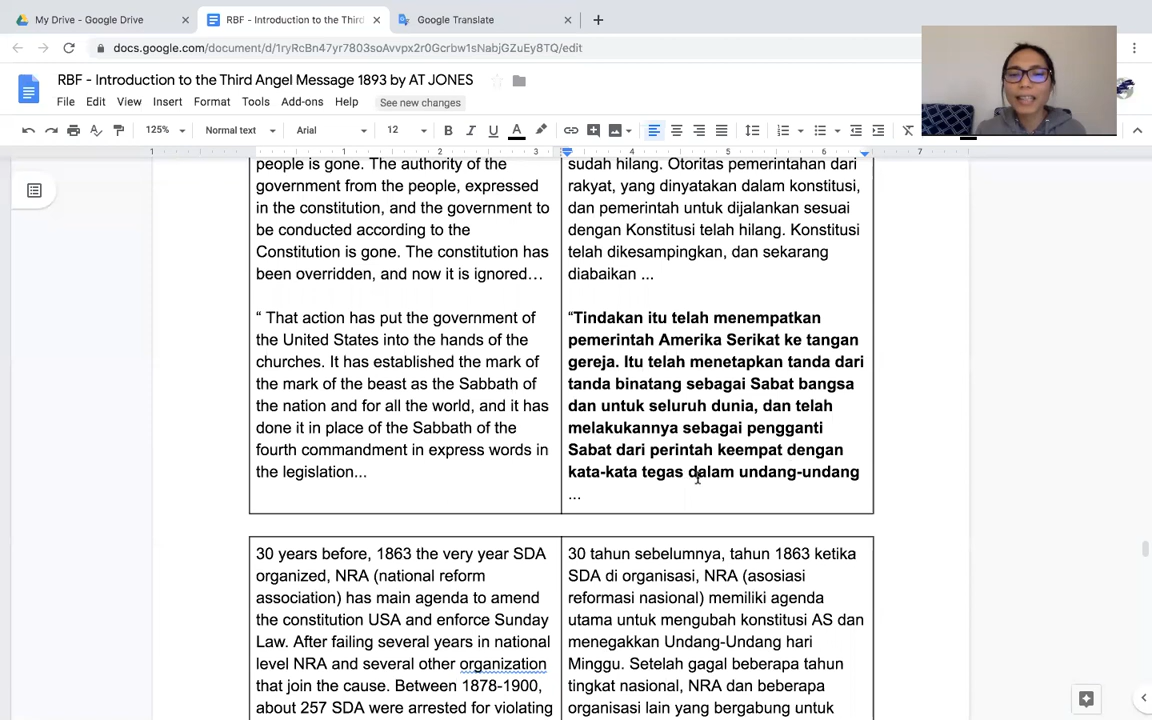 My Drive - Google Drive
RBF - Introduction to the Third
Google Translate
docs.google.com/document/d/1ryRcBn47yr7803soAvvpx2r0Gcrbw1sNabjGZuEy8TQ/edit
RBF - Introduction to the Third Angel Message 1893 by AT JONES
File Edit View Insert Format Tools Add-ons Help See new changes
125% Normal text Arial 12
1 1 2 3 4 5 6 7
people is gone. The authority of the
government from the people, expressed
in the constitution, and the government to
be conducted according to the
Constitution is gone. The constitution has
been overridden, and now it is ignored…
“ That action has put the government of
the United States into the hands of the
churches. It has established the mark of
the mark of the beast as the Sabbath of
the nation and for all the world, and it has
done it in place of the Sabbath of the
fourth commandment in express words in
the legislation...
sudah hilang. Otoritas pemerintahan dari
rakyat, yang dinyatakan dalam konstitusi,
dan pemerintah untuk dijalankan sesuai
dengan Konstitusi telah hilang. Konstitusi
telah dikesampingkan, dan sekarang
diabaikan ...
“Tindakan itu telah menempatkan
pemerintah Amerika Serikat ke tangan
gereja. Itu telah menetapkan tanda dari
tanda binatang sebagai Sabat bangsa
dan untuk seluruh dunia, dan telah
melakukannya sebagai pengganti
Sabat dari perintah keempat dengan
kata-kata tegas dalam undang-undang
...
30 years before, 1863 the very year SDA
organized, NRA (national reform
association) has main agenda to amend
the constitution USA and enforce Sunday
Law. After failing several years in national
level NRA and several other organization
that join the cause. Between 1878-1900,
about 257 SDA were arrested for violating
30 tahun sebelumnya, tahun 1863 ketika
SDA di organisasi, NRA (asosiasi
reformasi nasional) memiliki agenda
utama untuk mengubah konstitusi AS dan
menegakkan Undang-Undang hari
Minggu. Setelah gagal beberapa tahun
tingkat nasional, NRA dan beberapa
organisasi lain yang bergabung untuk